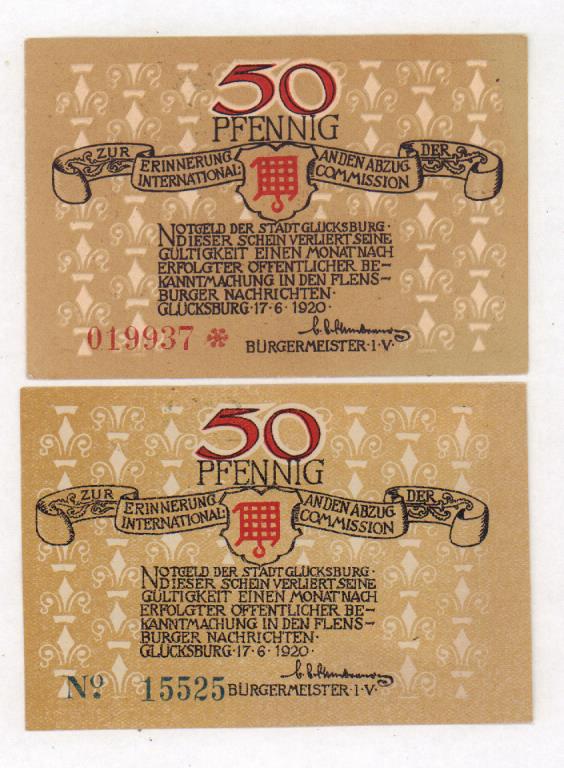 50
PFENNIG
ZUR ERINNERUNG AN DEN ABZUG DER
INTERNATIONAL· COMMISSION
NOTGELD DER STADT GLÜCKSBURG·
DIESER SCHEIN VERLIERT SEINE
GÜLTIGKEIT EINEN MONAT NACH
ERFOLGTER ÖFFENTLICHER BE-
KANNTMACHUNG IN DEN FLENS-
BURGER NACHRICHTEN·
GLÜCKSBURG·17·6·1920·
019937 *
BÜRGERMEISTER·I·V·
50
PFENNIG
ZUR ERINNERUNG AN DEN ABZUG DER
INTERNATIONAL· COMMISSION
NOTGELD DER STADT GLÜCKSBURG·
DIESER SCHEIN VERLIERT SEINE
GÜLTIGKEIT EINEN MONAT NACH
ERFOLGTER ÖFFENTLICHER BE-
KANNTMACHUNG IN DEN FLENS-
BURGER NACHRICHTEN·
GLÜCKSBURG·17·6·1920·
Nº 15525 BÜRGERMEISTER·I·V·